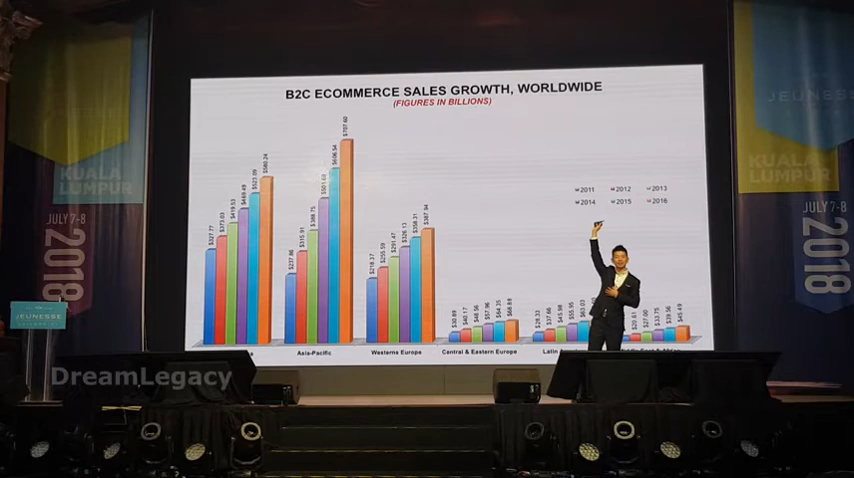 B2C ECOMMERCE SALES GROWTH, WORLDWIDE
(FIGURES IN BILLIONS)
2011 2012 2013
2014 2015 2016
$327.77
$373.03
$419.53
$469.49
$523.09
$580.24
$237.86
$315.91
$388.75
$501.68
$606.54
$707.60
$218.37
$255.59
$291.47
$326.13
$358.31
$387.94
$30.89
$40.17
$48.56
$57.96
$64.35
$68.88
$28.33
$37.66
$45.98
$55.95
$63.03
$20.61
$27.00
$33.75
$39.56
$45.49
Asia-Pacific
Westerna Europe
Central & Eastern Europe
KUALA
LUMPUR
JULY 7-8
2018
JEUNESSE
KUALA
LUMPUR
JULY 7-8
2018
JEUNESSE
DreamLegacy